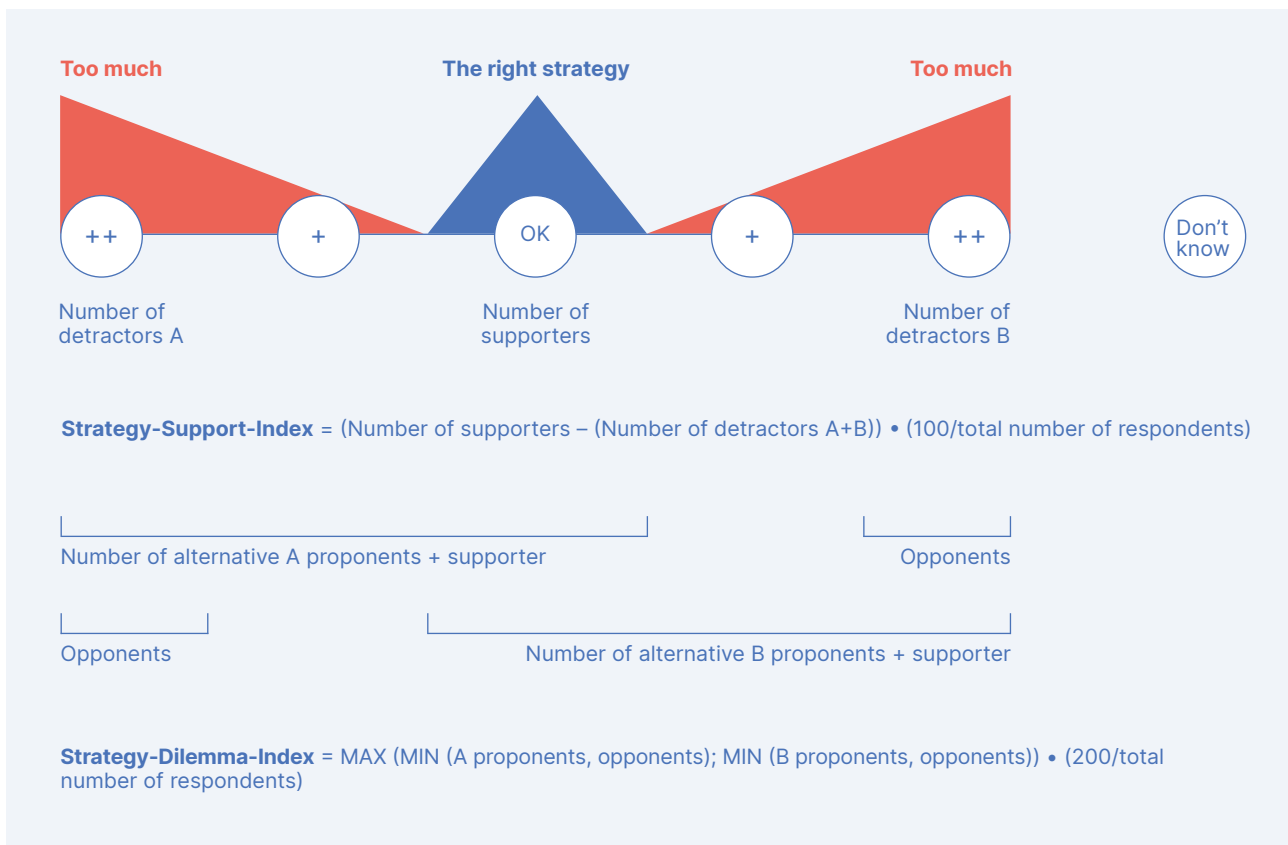 Too much
The right strategy
Too much
++
+
OK
+
++
Don’t
know
Number of
detractors A
Number of
supporters
Number of
detractors B
Strategy-Support-Index = (Number of supporters – (Number of detractors A+B)) • (100/total number of respondents)
Number of alternative A proponents + supporter
Opponents
Opponents
Number of alternative B proponents + supporter
Strategy-Dilemma-Index = MAX (MIN (A proponents, opponents); MIN (B proponents, opponents)) • (200/total
number of respondents)